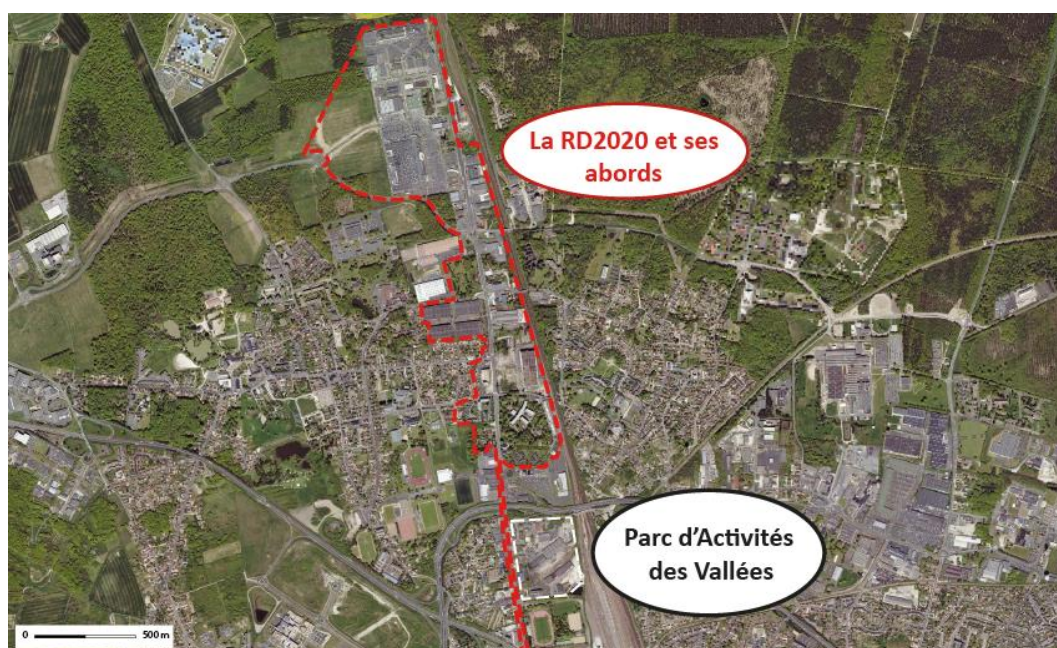 La RD2020 et ses
abords
Parc d’Activités
des Vallées
0 500 m